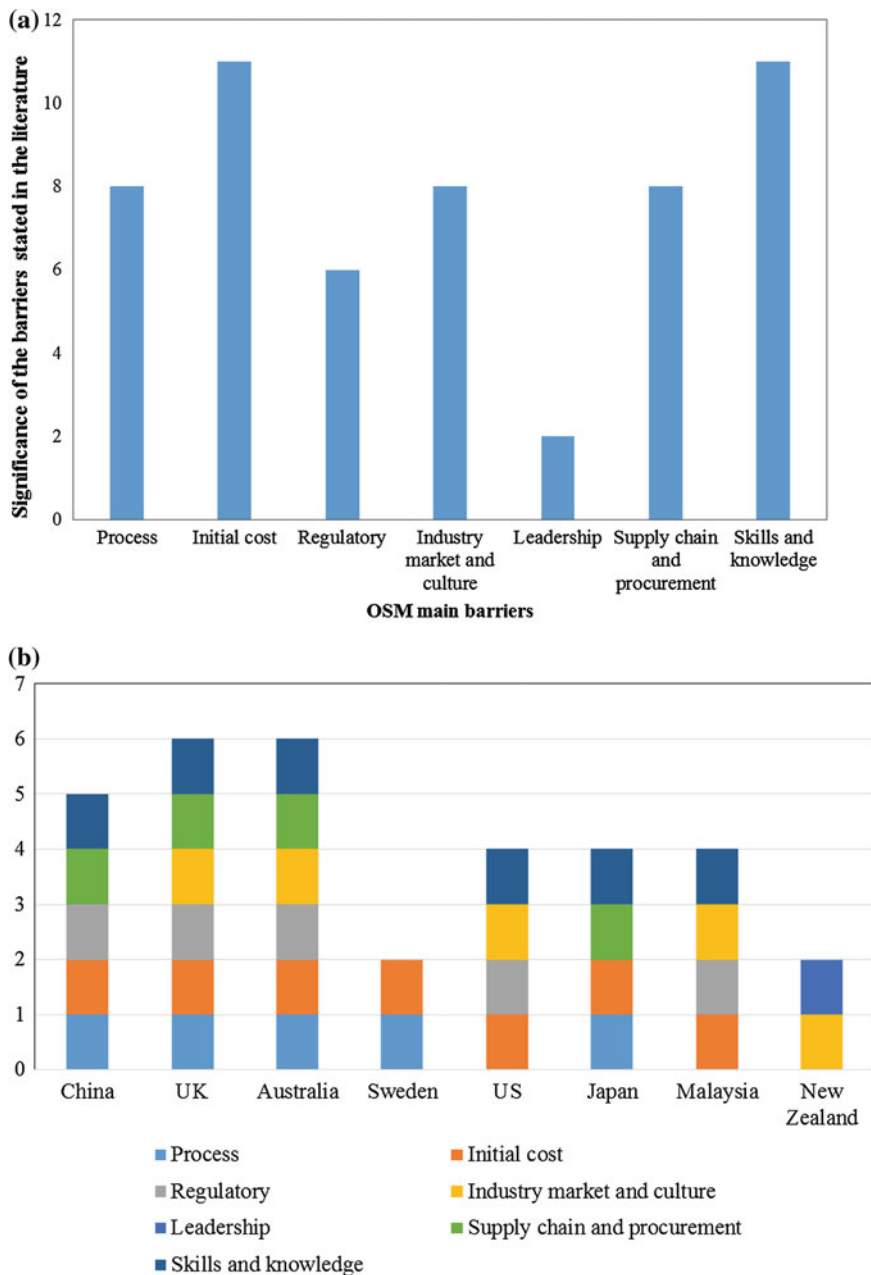 (a)
Significance of the barriers stated in the literature
12
10
8
6
4
2
0
Process
Initial cost
Regulatory
Industry
market and
culture
Leadership
Supply chain
and
procurement
Skills and
knowledge
OSM main barriers
(b)
7
6
5
4
3
2
1
0
China
UK
Australia
Sweden
US
Japan
Malaysia
New
Zealand
Process
Initial cost
Regulatory
Industry market and culture
Leadership
Supply chain and procurement
Skills and knowledge